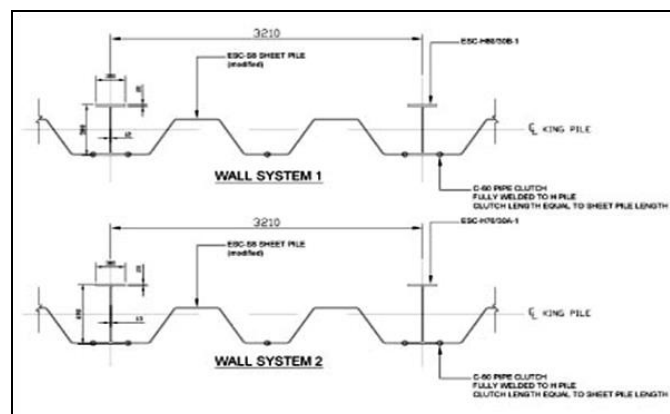 3210
ESC-H60/30B-1
ESC-S8 SHEET PILE
(modified)
℄ KING PILE
WALL SYSTEM 1
C-60 PIPE CLUTCH
FULLY WELDED TO H PILE
CLUTCH LENGTH EQUAL TO SHEET PILE LENGTH
3210
ESC-S8 SHEET PILE
(modified)
ESC-H70/30A-1
℄ KING PILE
WALL SYSTEM 2
C-60 PIPE CLUTCH
FULLY WELDED TO H PILE
CLUTCH LENGTH EQUAL TO SHEET PILE LENGTH